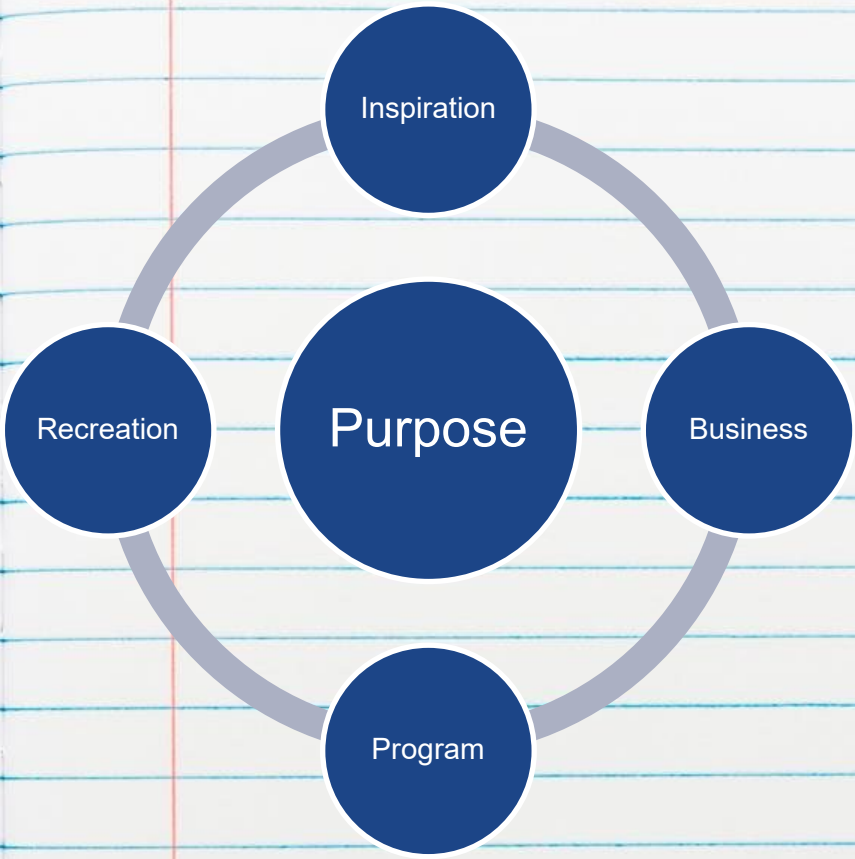 Inspiration
Recreation
Purpose
Business
Program